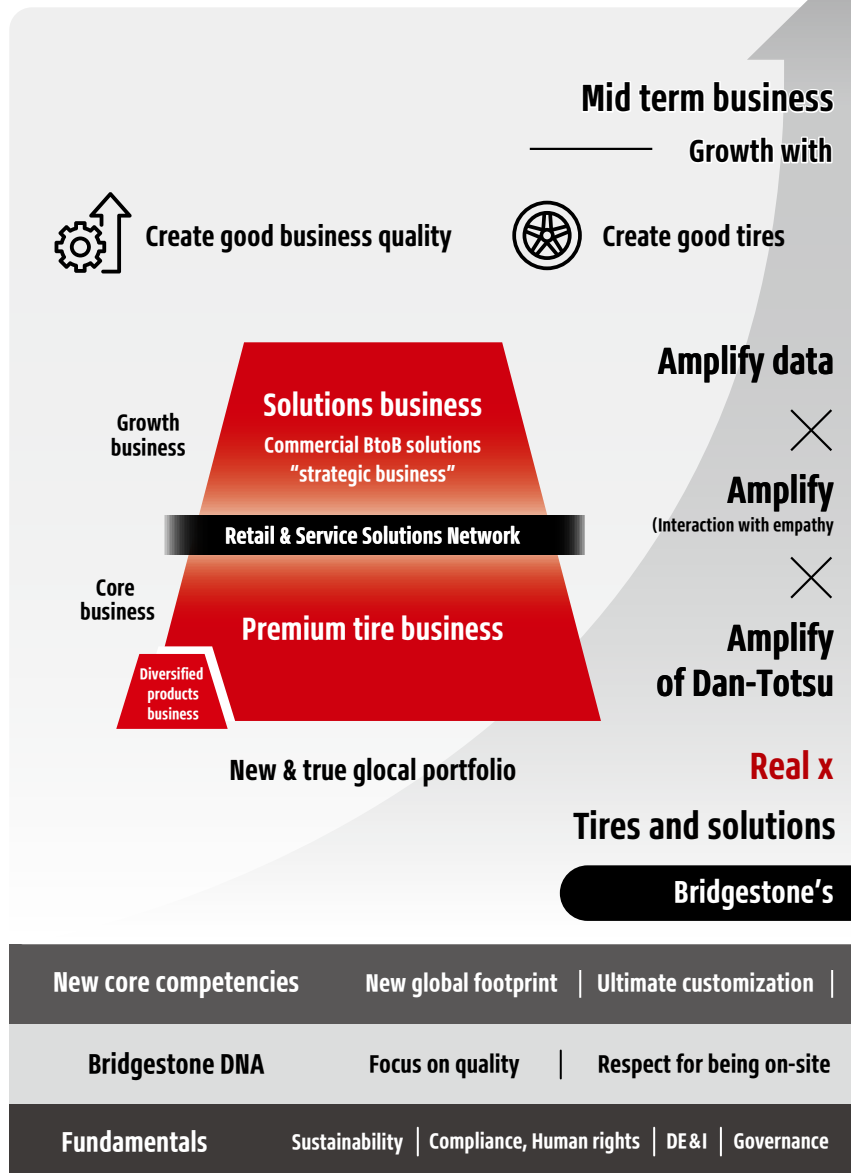 Mid term business
Growth with
Create good business quality
Create good tires
Growth
business
Solutions business
Commercial BtoB solutions
“strategic business”
Retail & Service Solutions Network
Core
business
Premium tire business
Diversified
products
business
New & true glocal portfolio
Amplify data
Amplify
(Interaction with empathy
Amplify
of Dan-Totsu
Real x
Tires and solutions
Bridgestone’s
New core competencies New global footprint | Ultimate customization |
Bridgestone DNA Focus on quality | Respect for being on-site
Fundamentals Sustainability | Compliance, Human rights | DE&I | Governance